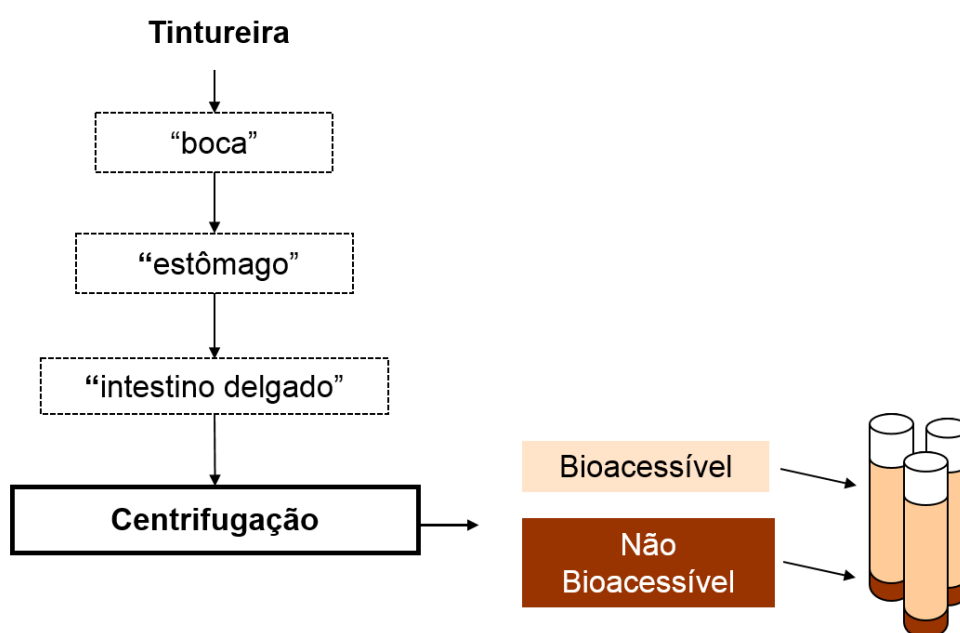 Tintureira
“boca”
“estômago”
“intestino delgado”
Centrifugação
Bioacessível
Não
Bioacessível